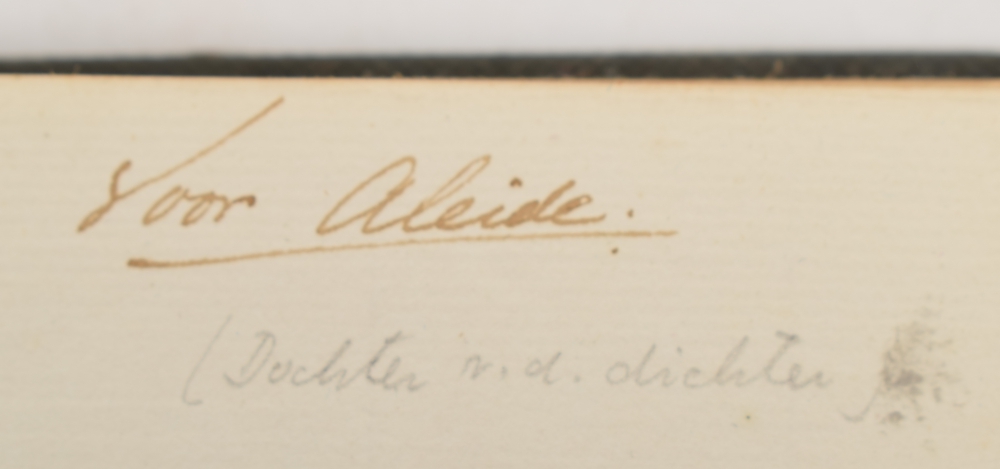 Voor Aleide.
(Dochter v.d. dichter